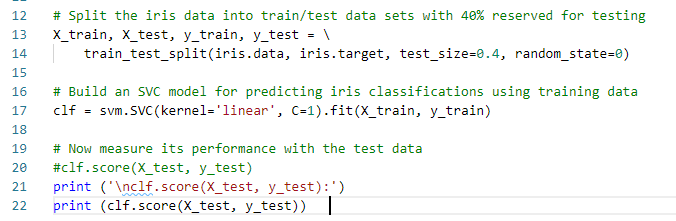 12 # Split the iris data into train/test data sets with 40% reserved for testing
13 X_train, X_test, y_train, y_test = \
14     train_test_split(iris.data, iris.target, test_size=0.4, random_state=0)
15
16 # Build an SVC model for predicting iris classifications using training data
17 clf = svm.SVC(kernel='linear', C=1).fit(X_train, y_train)
18
19 # Now measure its performance with the test data
20 #clf.score(X_test, y_test)
21 print ('\nclf.score(X_test, y_test):')
22 print (clf.score(X_test, y_test))